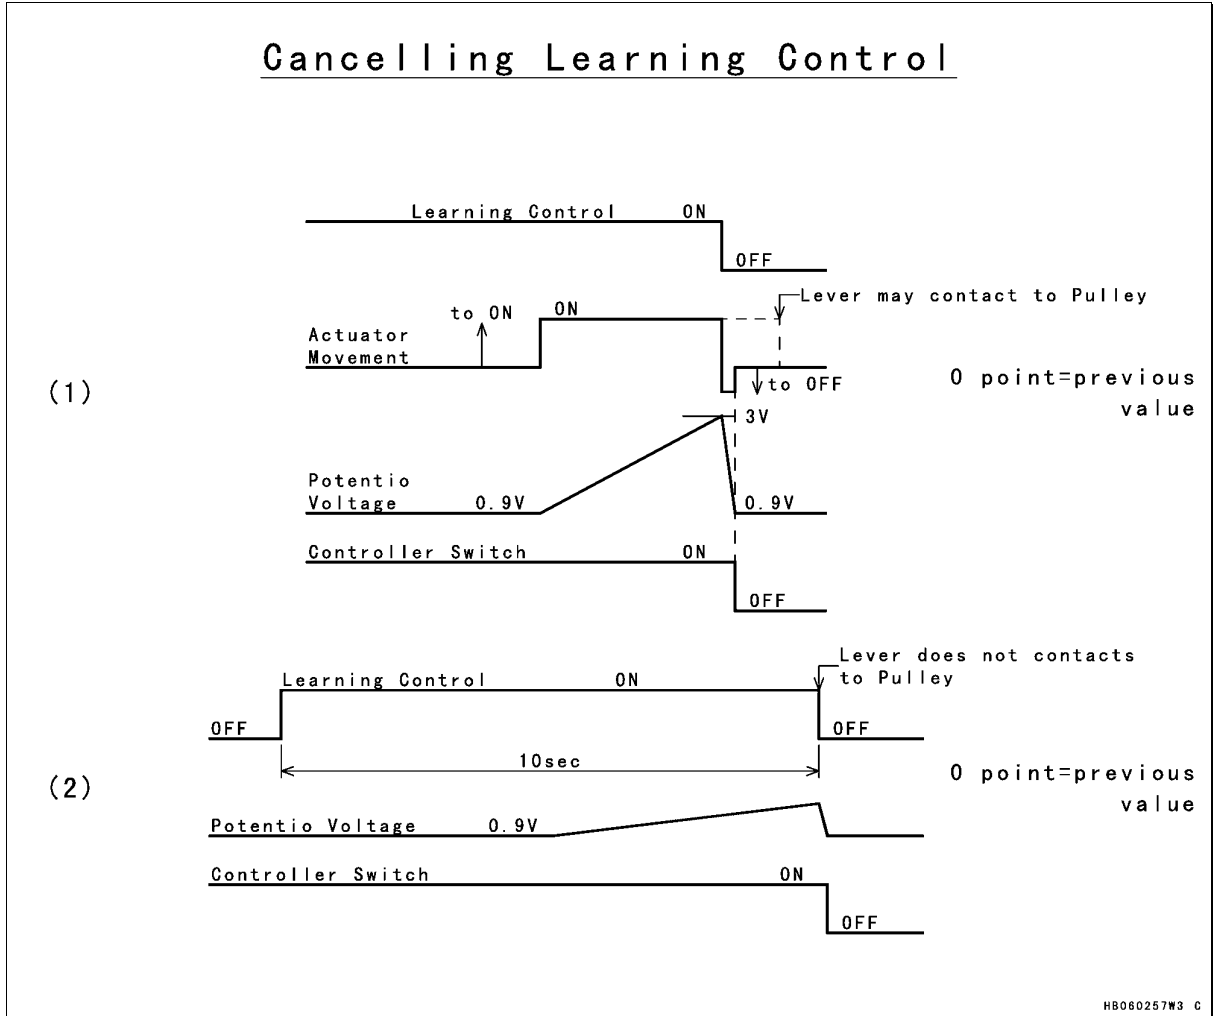 Cancelling Learning Control
Learning Control ON
OFF
Lever may contact to Pulley
to ON
ON
Actuator
Movement
to OFF
(1)
0 point=previous
value
3V
Potentio
Voltage 0.9V
0.9V
Controller Switch ON
OFF
Lever does not contacts
to Pulley
Learning Control ON
OFF
OFF
10sec
(2)
0 point=previous
value
Potentio Voltage 0.9V
Controller Switch ON
OFF
HB060257W3 C